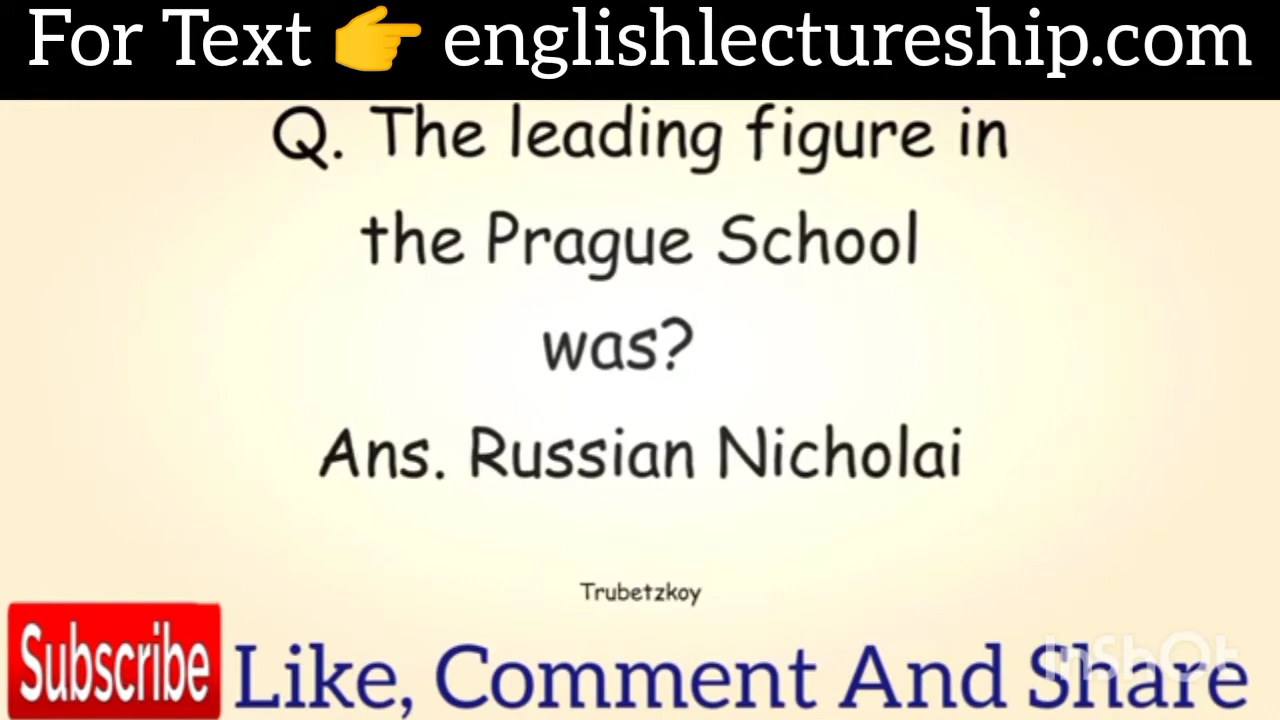 For Text 👉 englishlectureship.com
Q. The leading figure in
the Prague School
was?
Ans. Russian Nicholai
Trubetzkoy
Subscribe Like, Comment And Share
InShOt